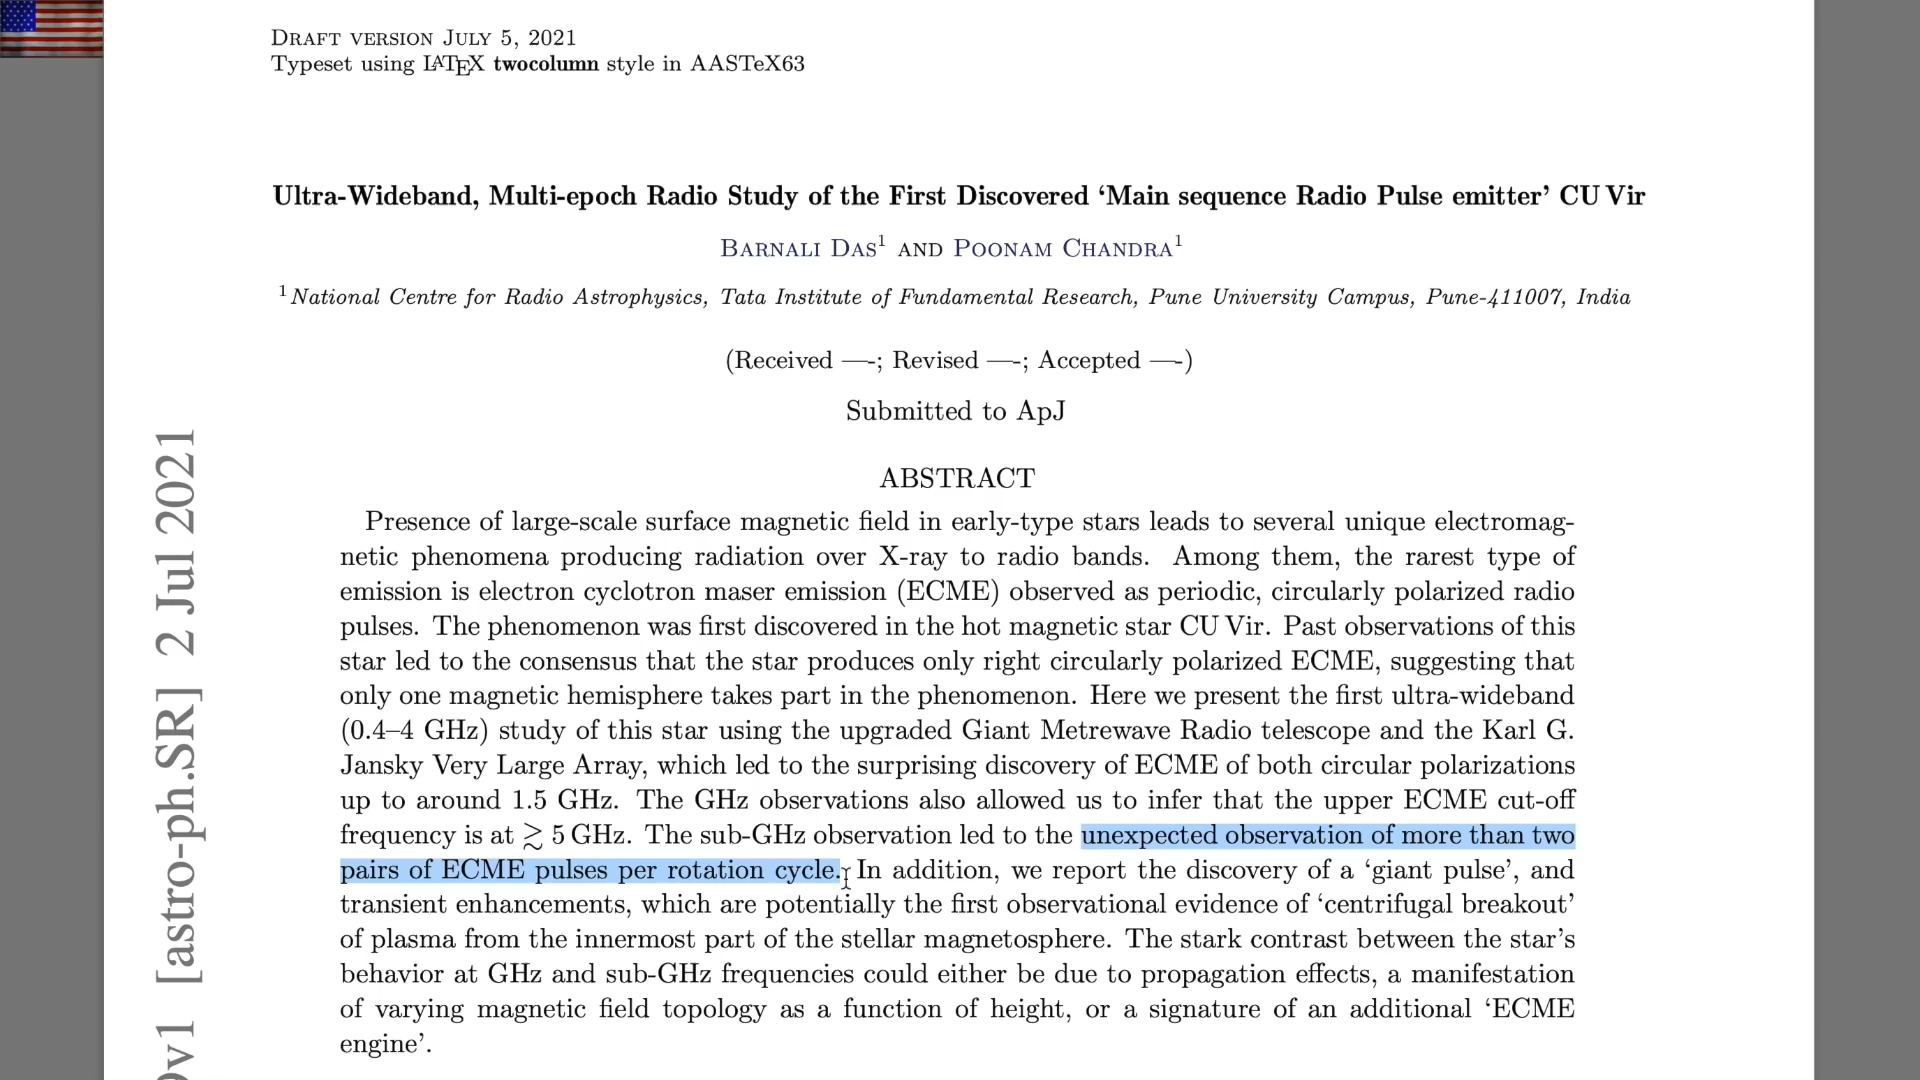 DRAFT VERSION JULY 5, 2021
Typeset using LATEX twocolumn style in AASTeX63
Ultra-Wideband, Multi-epoch Radio Study of the First Discovered ‘Main sequence Radio Pulse emitter’ CU Vir
BARNALI DAS¹ AND POONAM CHANDRA¹
¹National Centre for Radio Astrophysics, Tata Institute of Fundamental Research, Pune University Campus, Pune-411007, India
(Received —-; Revised —-; Accepted —-)
Submitted to ApJ
ABSTRACT
Presence of large-scale surface magnetic field in early-type stars leads to several unique electromag-
netic phenomena producing radiation over X-ray to radio bands. Among them, the rarest type of
emission is electron cyclotron maser emission (ECME) observed as periodic, circularly polarized radio
pulses. The phenomenon was first discovered in the hot magnetic star CU Vir. Past observations of this
star led to the consensus that the star produces only right circularly polarized ECME, suggesting that
only one magnetic hemisphere takes part in the phenomenon. Here we present the first ultra-wideband
(0.4–4 GHz) study of this star using the upgraded Giant Metrewave Radio telescope and the Karl G.
Jansky Very Large Array, which led to the surprising discovery of ECME of both circular polarizations
up to around 1.5 GHz. The GHz observations also allowed us to infer that the upper ECME cut-off
frequency is at ≳ 5 GHz. The sub-GHz observation led to the unexpected observation of more than two
pairs of ECME pulses per rotation cycle. In addition, we report the discovery of a ‘giant pulse’, and
transient enhancements, which are potentially the first observational evidence of ‘centrifugal breakout’
of plasma from the innermost part of the stellar magnetosphere. The stark contrast between the star’s
behavior at GHz and sub-GHz frequencies could either be due to propagation effects, a manifestation
of varying magnetic field topology as a function of height, or a signature of an additional ‘ECME
engine’.
v1 [astro-ph.SR] 2 Jul 2021